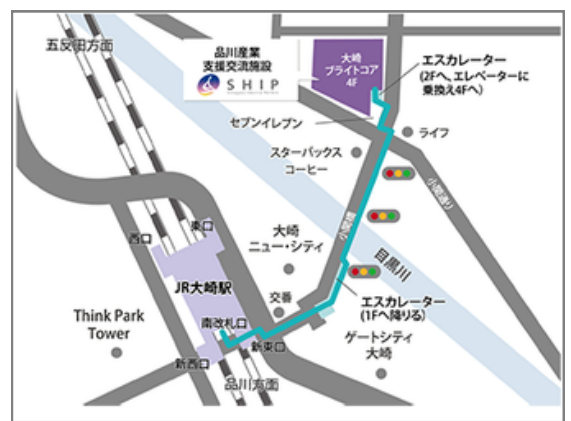 五反田方面
品川産業
支援交流施設
SHIP
大崎
ブライトコア
4F
エスカレーター
(2Fへ、エレベーターに
乗換え4Fへ)
セブンイレブン
ライフ
スターバックス
コーヒー
小関通り
小関橋
東口
西口
大崎
ニュー・シティ
目黒川
JR大崎駅
交番
エスカレーター
(1Fへ降りる)
Think Park
Tower
南改札口
新東口
ゲートシティ
大崎
新西口
品川方面